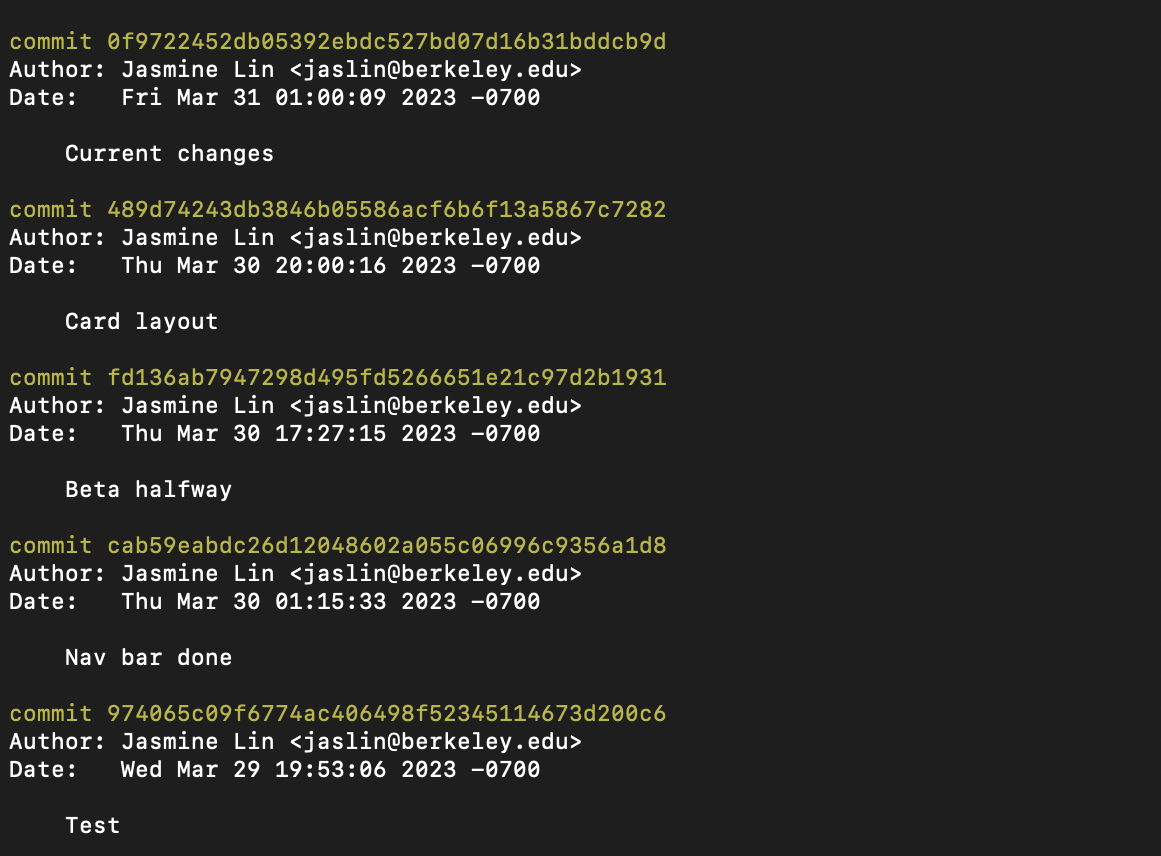 commit 0f9722452db05392ebdc527bd07d16b31bddcb9d
Author: Jasmine Lin <jaslin@berkeley.edu>
Date:   Fri Mar 31 01:00:09 2023 -0700
Current changes
commit 489d74243db3846b05586acf6b6f13a5867c7282
Author: Jasmine Lin <jaslin@berkeley.edu>
Date:   Thu Mar 30 20:00:16 2023 -0700
Card layout
commit fd136ab7947298d495fd5266651e21c97d2b1931
Author: Jasmine Lin <jaslin@berkeley.edu>
Date:   Thu Mar 30 17:27:15 2023 -0700
Beta halfway
commit cab59eabdc26d12048602a055c06996c9356a1d8
Author: Jasmine Lin <jaslin@berkeley.edu>
Date:   Thu Mar 30 01:15:33 2023 -0700
Nav bar done
commit 974065c09f6774ac406498f52345114673d200c6
Author: Jasmine Lin <jaslin@berkeley.edu>
Date:   Wed Mar 29 19:53:06 2023 -0700
Test